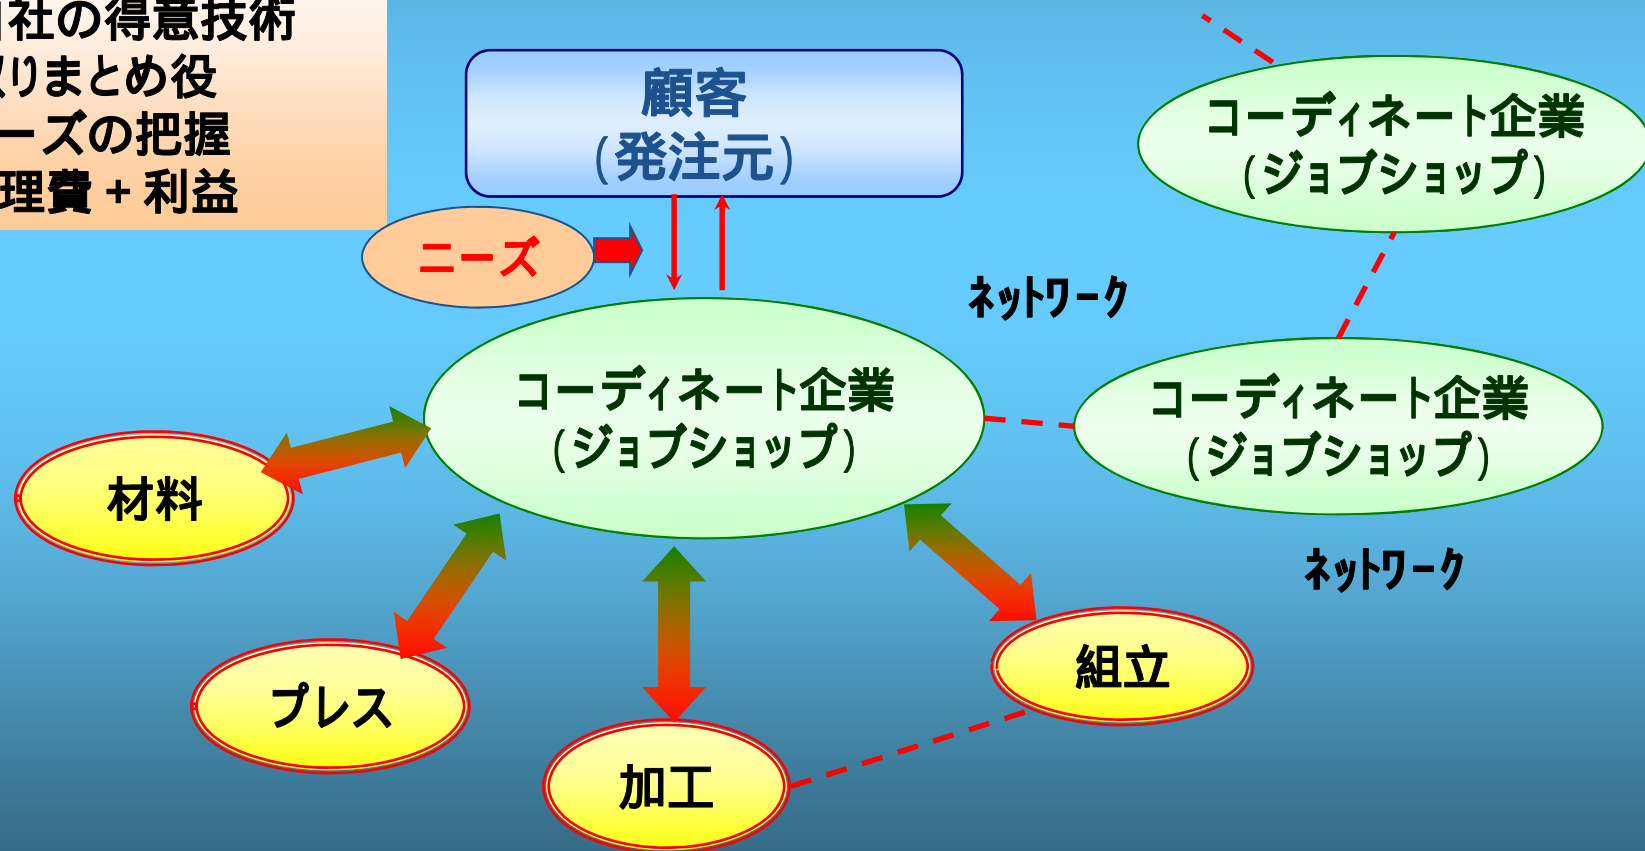 自社の得意技術
取りまとめ役
ニーズの把握
管理費+利益
顧客
(発注元)
ニーズ
コーディネート企業
(ジョブショップ)
ネットワーク
コーディネート企業
(ジョブショップ)
コーディネート企業
(ジョブショップ)
ネットワーク
材料
プレス
加工
組立